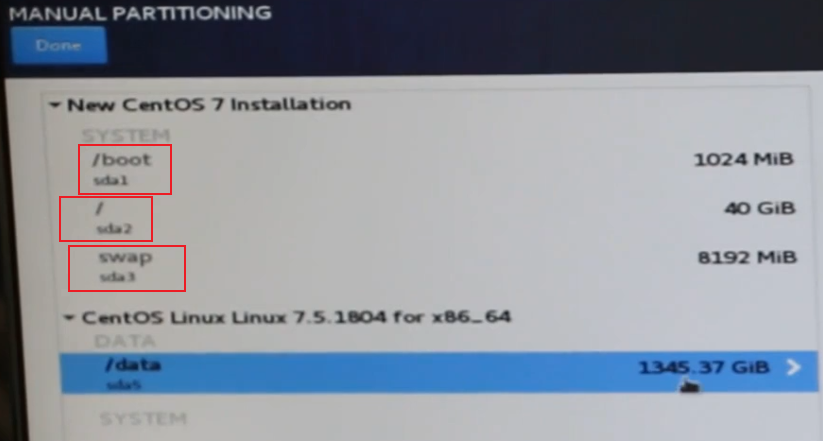 MANUAL PARTITIONING
Done
New CentOS 7 Installation
SYSTEM
/boot 1024 MiB
sda1
/ 40 GiB
sda2
swap 8192 MiB
sda3
CentOS Linux Linux 7.5.1804 for x86_64
DATA
/data 1345.37 GiB
sda5
SYSTEM